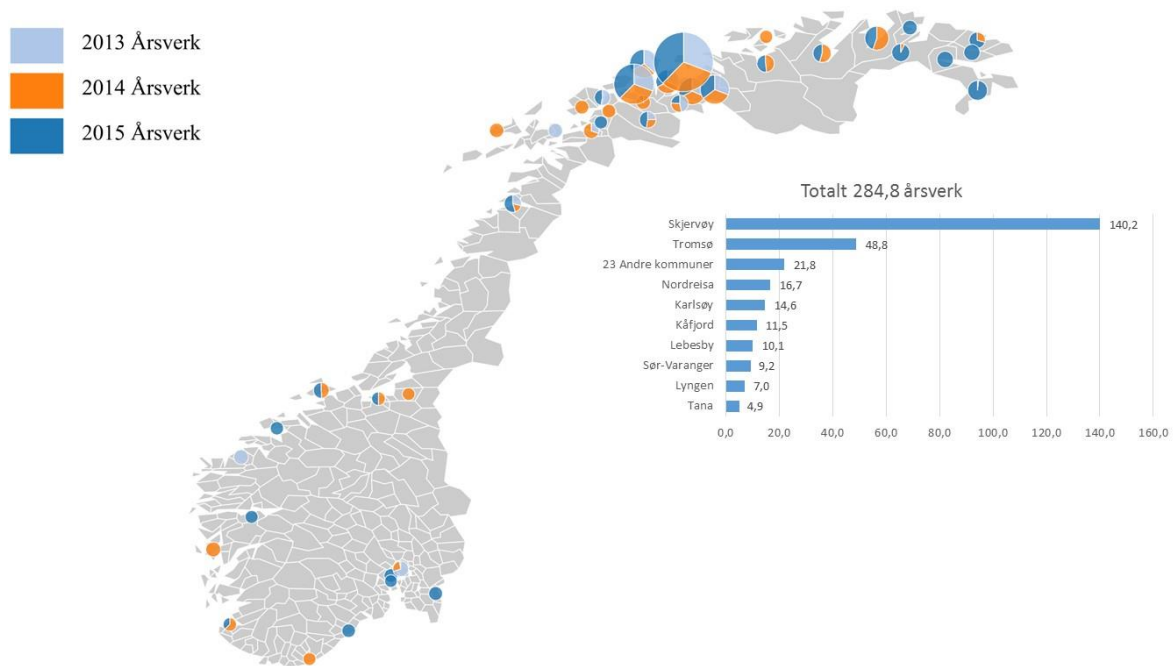 2013 Årsverk
2014 Årsverk
2015 Årsverk
Totalt 284,8 årsverk
Skjervøy 140,2
Tromsø 48,8
23 Andre kommuner 21,8
Nordreisa 16,7
Karlsøy 14,6
Kåfjord 11,5
Lebesby 10,1
Sør-Varanger 9,2
Lyngen 7,0
Tana 4,9
0,0 20,0 40,0 60,0 80,0 100,0 120,0 140,0 160,0